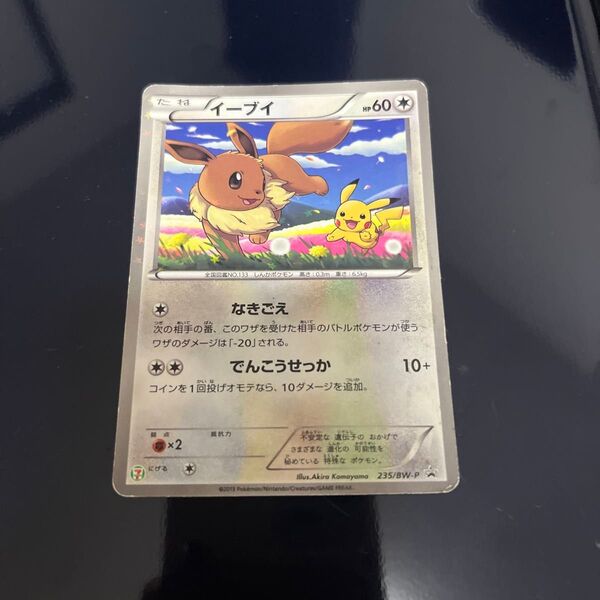 たね イーブイ HP60
全国図鑑NO.133 しんかポケモン 高さ：0.3m 重さ：6.5kg
なきごえ
次の相手の番、このワザを受けた相手のバトルポケモンが使う
ワザのダメージは「-20」される。
でんこうせっか 10+
コインを1回投げオモテなら、10ダメージを追加。
弱点 抵抗力
×2
にげる
不安定な 遺伝子の おかげで
さまざまな 進化の 可能性を
秘めている 特殊な ポケモン。
7
Illus.Akira Komayama 235/BW-P
©2013 Pokémon/Nintendo/Creatures/GAME FREAK.